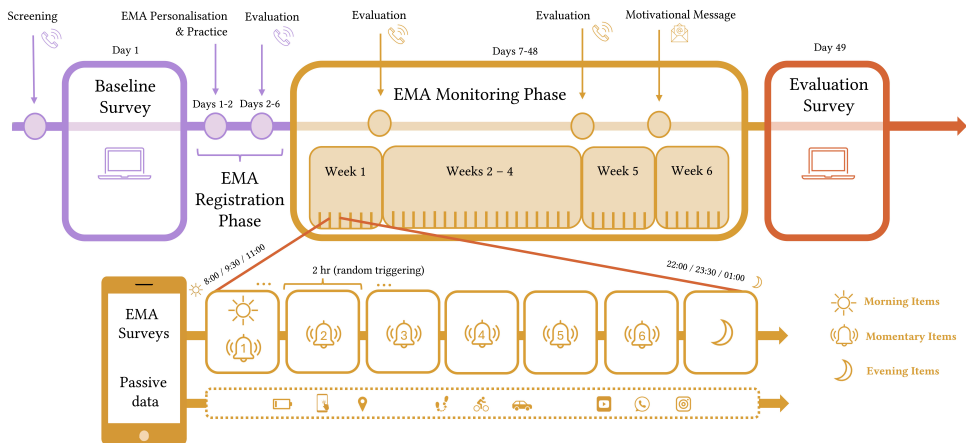 Screening
EMA Personalisation
& Practice
Evaluation
Evaluation
Evaluation
Motivational Message
Day 1
Days 7-48
Day 49
Baseline
Survey
Days 1-2
Days 2-6
EMA Monitoring Phase
Evaluation
Survey
EMA
Registration
Phase
Week 1
Weeks 2 – 4
Week 5
Week 6
8:00 / 9:30 / 11:00
2 hr (random triggering)
22:00 / 23:30 / 01:00
...
...
EMA
Surveys
1
2
3
4
5
6
Passive
data
Morning Items
Momentary Items
Evening Items